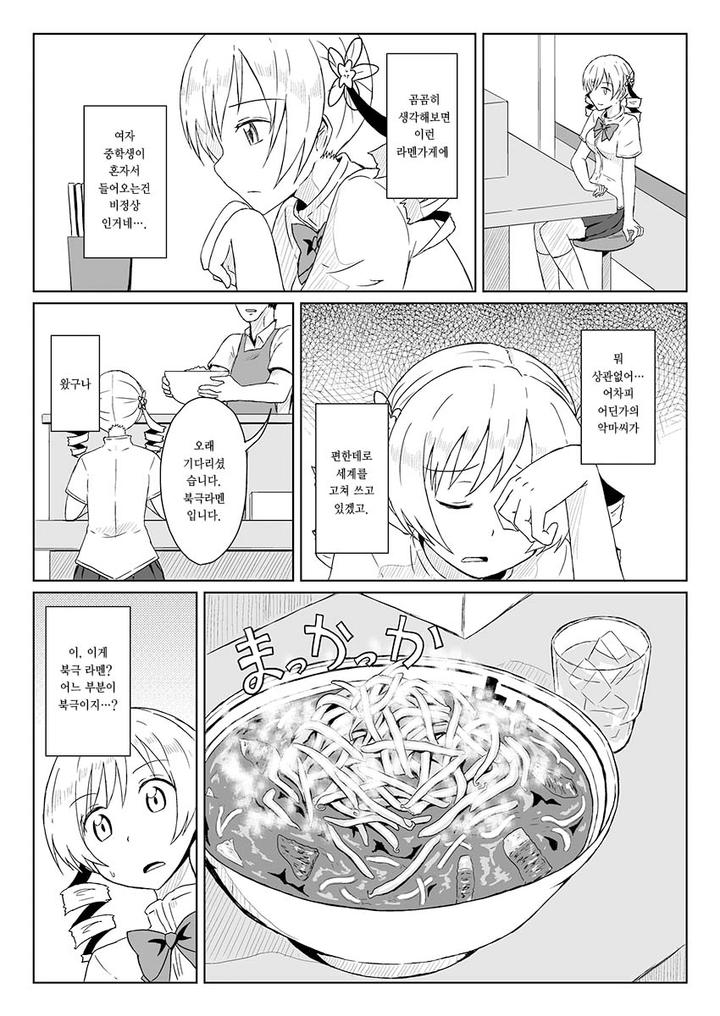 곰곰히
생각해보면
이런
라멘가게에
여자
중학생이
혼자서
들어오는건
비정상
인거네···.
뭐
상관없어···
어차피
어딘가의
악마씨가
편한데로
세계를
고쳐 쓰고
있겠고.
왔구나
오래
기다리셨
습니다.
북극라멘
입니다.
まっかっか
이, 이게
북극 라멘?
어느 부분이
북극이지···?